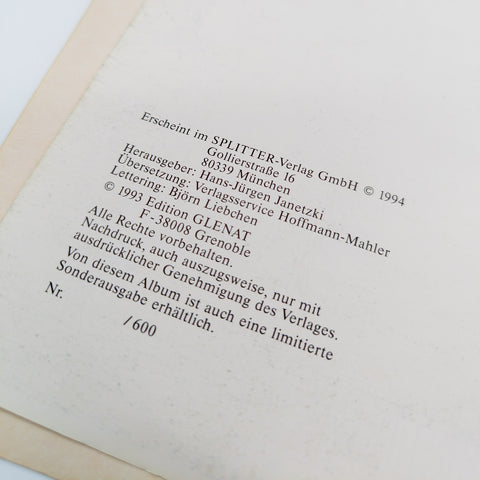 Erscheint im SPLITTER-Verlag GmbH © 1994
Gollierstraße 16
80339 München
Herausgeber: Hans-Jürgen Janetzki
Übersetzung: Verlagsservice Hoffmann-Mahler
Lettering: Björn Liebchen
© 1993 Edition GLENAT
F-38008 Grenoble
Alle Rechte vorbehalten.
Nachdruck, auch auszugsweise, nur mit
ausdrücklicher Genehmigung des Verlages.
Von diesem Album ist auch eine limitierte
Sonderausgabe erhältlich.
Nr.
/600